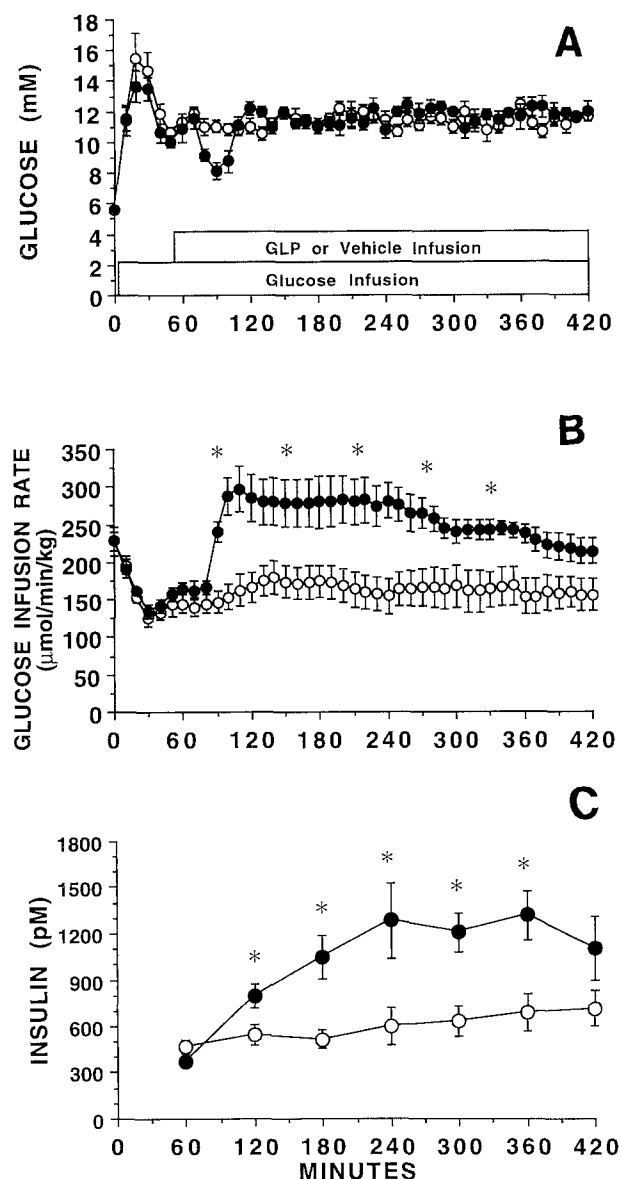 A
GLUCOSE (mM)
18
16
14
12
10
8
6
4
2
0
GLP or Vehicle Infusion
Glucose Infusion
0 60 120 180 240 300 360 420
B
GLUCOSE INFUSION RATE
(μmol/min/kg)
* * * * *
350
300
250
200
150
100
50
0
0 60 120 180 240 300 360 420
C
INSULIN (pM)
1800
1500
1200
900
600
300
0
* * * * *
0 60 120 180 240 300 360 420
MINUTES